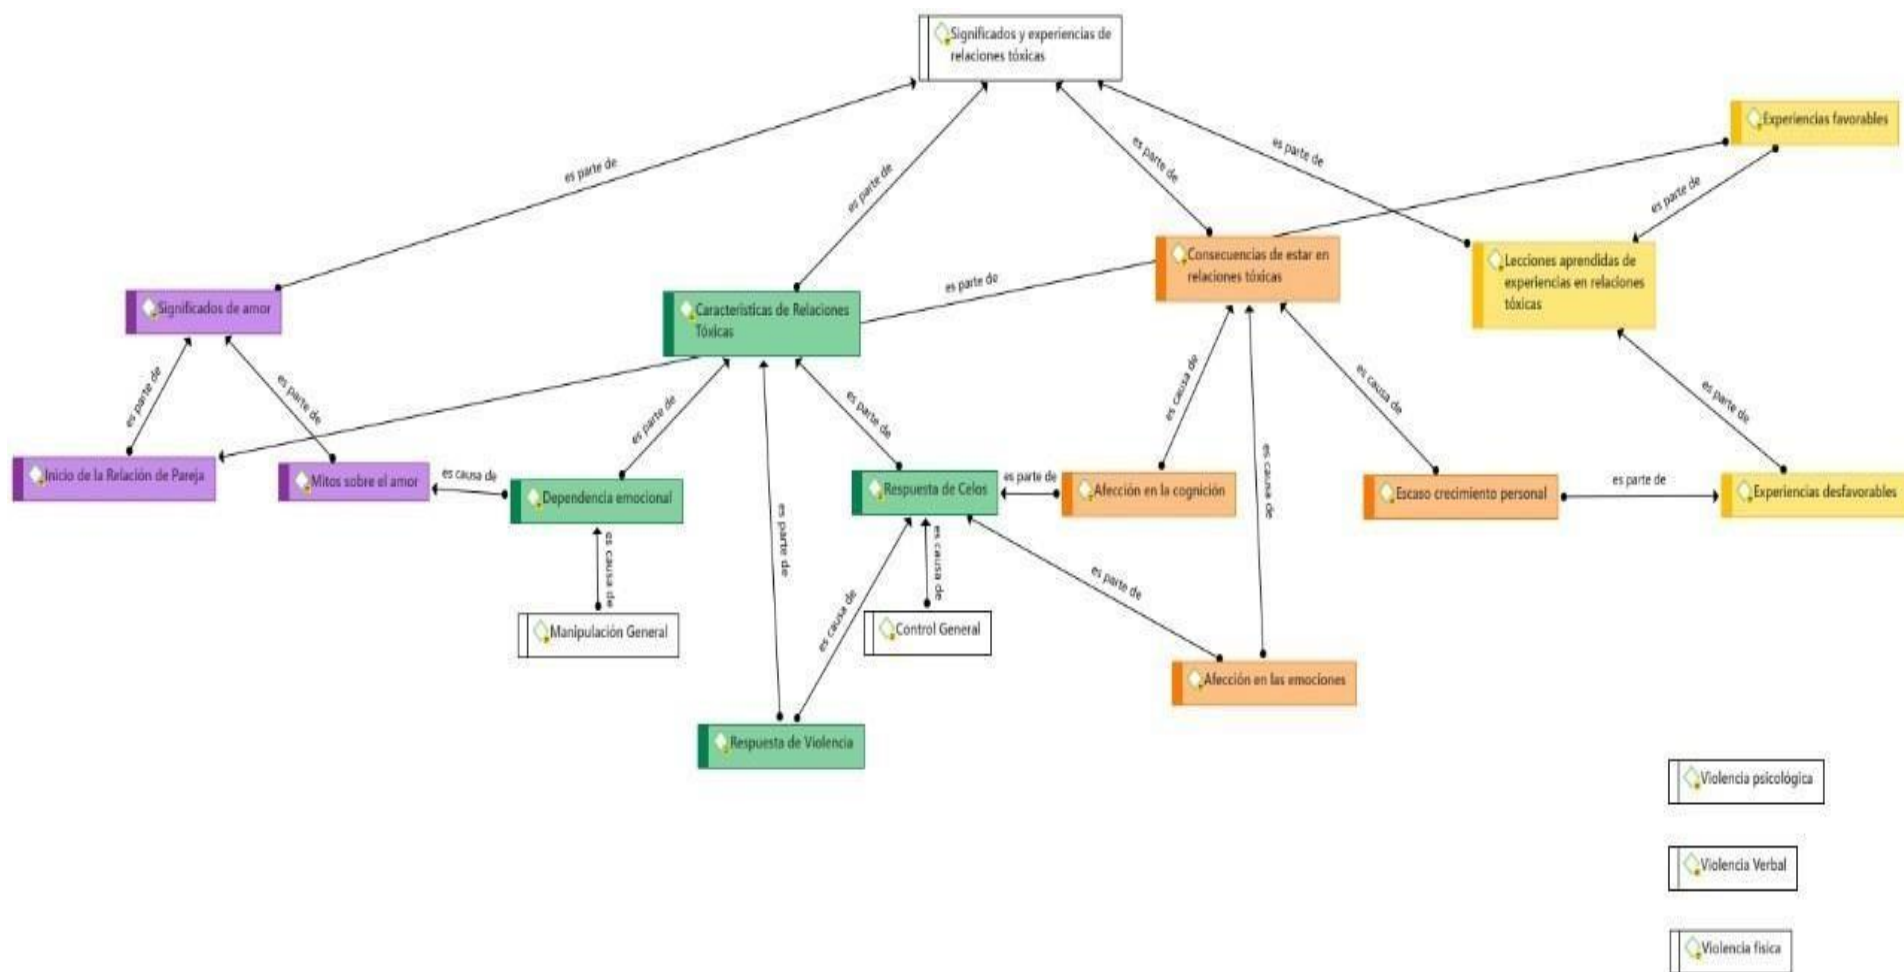 Significados y experiencias de
relaciones tóxicas
Experiencias favorables
es parte de
es parte de
es parte de
es parte de
es parte de
Consecuencias de estar en
relaciones tóxicas
Lecciones aprendidas de
experiencias en relaciones
tóxicas
es parte de
Significados de amor
Características de Relaciones
Tóxicas
es parte de
es parte de
es parte de
es parte de
es causa de
es causa de
es parte de
Inicio de la Relación de Pareja
Mitos sobre el amor
es causa de
Dependencia emocional
Respuesta de Celos
es parte de
Afección en la cognición
es causa de
Escaso crecimiento personal
es parte de
Experiencias desfavorables
es causa de
es parte de
es causa de
es parte de
es causa de
Manipulación General
Control General
Afección en las emociones
Respuesta de Violencia
Violencia psicológica
Violencia Verbal
Violencia física